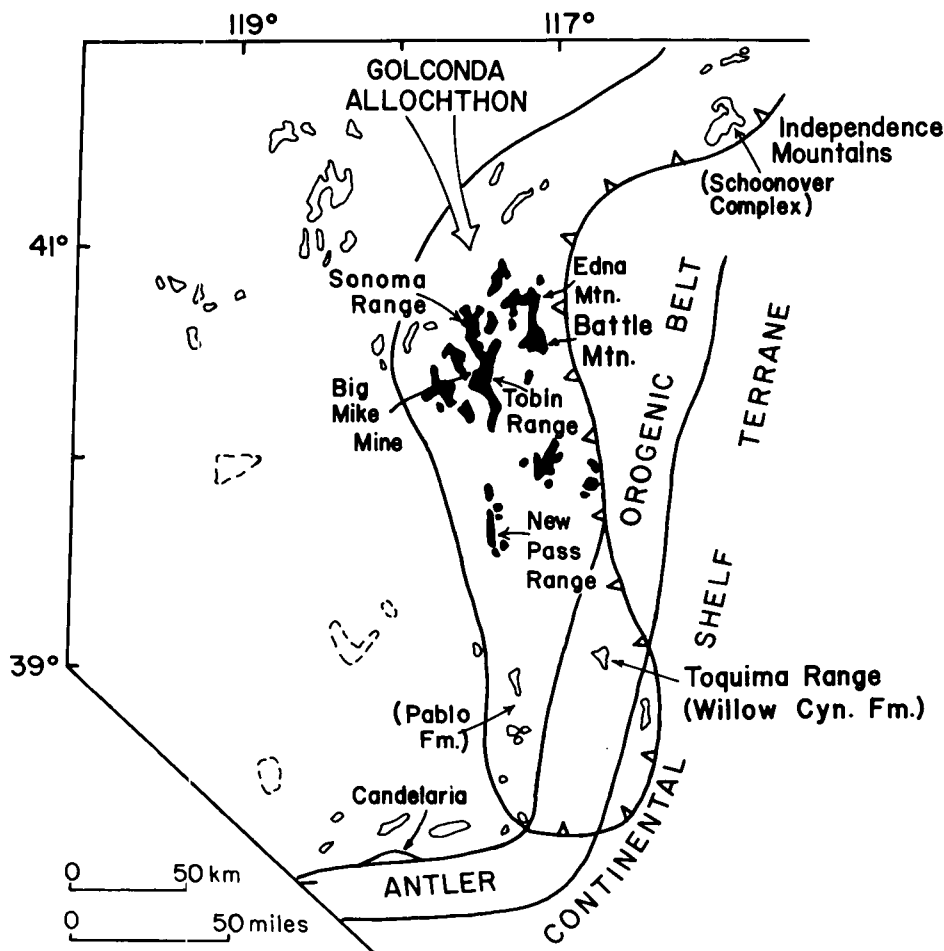 119°
117°
GOLCONDA
ALLOCHTHON
Independence
Mountains
(Schoonover
Complex)
41°
Sonoma
Range
Edna
Mtn.
Battle
Mtn.
Big
Mike
Mine
Tobin
Range
OROGENIC BELT
TERRANE
New
Pass
Range
SHELF
39°
Toquima Range
(Willow Cyn. Fm.)
(Pablo
Fm.)
Candelaria
CONTINENTAL
ANTLER
0 50 km
0 50 miles